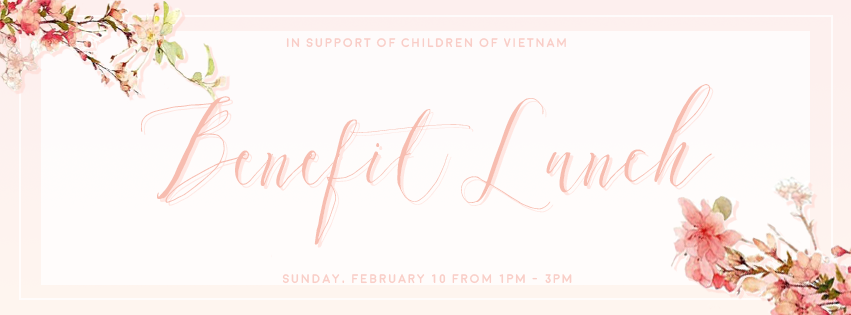 IN SUPPORT OF CHILDREN OF VIETNAM
Benefit Lunch
SUNDAY, FEBRUARY 10 FROM 1PM - 3PM